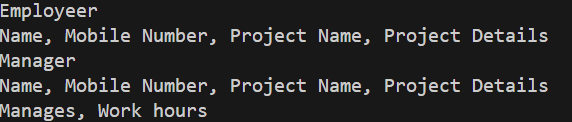 Employeer
Name, Mobile Number, Project Name, Project Details
Manager
Name, Mobile Number, Project Name, Project Details
Manages, Work hours